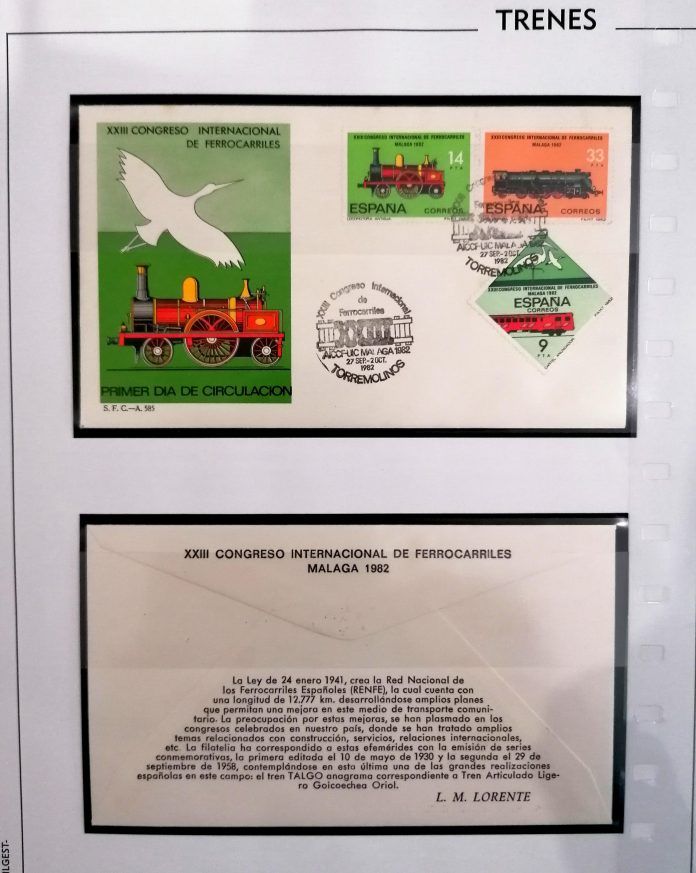 TRENES
XXIII CONGRESO INTERNACIONAL
DE FERROCARRILES
PRIMER DIA DE CIRCULACION
S. F. C.—A. 585
XXIII CONGRESO INTERNACIONAL DE FERROCARRILES
MALAGA 1982
14
PTA
ESPAÑA
CORREOS
LOCOMOTORA ANTIGUA
XXIII CONGRESO INTERNACIONAL DE FERROCARRILES
MALAGA 1982
33
PTA
ESPAÑA
CORREOS
FNMT 1982
XXIII CONGRESO INTERNACIONAL DE FERROCARRILES
MALAGA 1982
ESPAÑA
CORREOS
9
PTA
FNMT 1982
Congreso
Ferrocarriles
AICCF-UIC MALAGA 1982
27 SEP.-2 OCT.
1982
TORREMOLINOS
XXIII Congreso Internacional
de
Ferrocarriles
XXIII
AICCF-UIC MALAGA 1982
27 SEP.-2 OCT.
1982
TORREMOLINOS
XXIII CONGRESO INTERNACIONAL DE FERROCARRILES
MALAGA 1982
La Ley de 24 enero 1941, crea la Red Nacional de
los Ferrocarriles Españoles (RENFE), la cual cuenta con
una longitud de 12.777 km. desarrollándose amplios planes
que permitan una mejora en este medio de transporte comuni-
tario. La preocupación por estas mejoras, se han plasmado en los
congresos celebrados en nuestro país, donde se han tratado amplios
temas relacionados con construcción, servicios, relaciones internacionales,
etc. La filatelia ha correspondido a estas efemérides con la emisión de series
conmemorativas, la primera editada el 10 de mayo de 1930 y la segunda el 29 de
septiembre de 1958, contemplándose en esta última una de las grandes realizaciones
españolas en este campo: el tren TALGO anagrama correspondiente a Tren Articulado Lige-
ro Goicoechea Oriol.
L. M. LORENTE